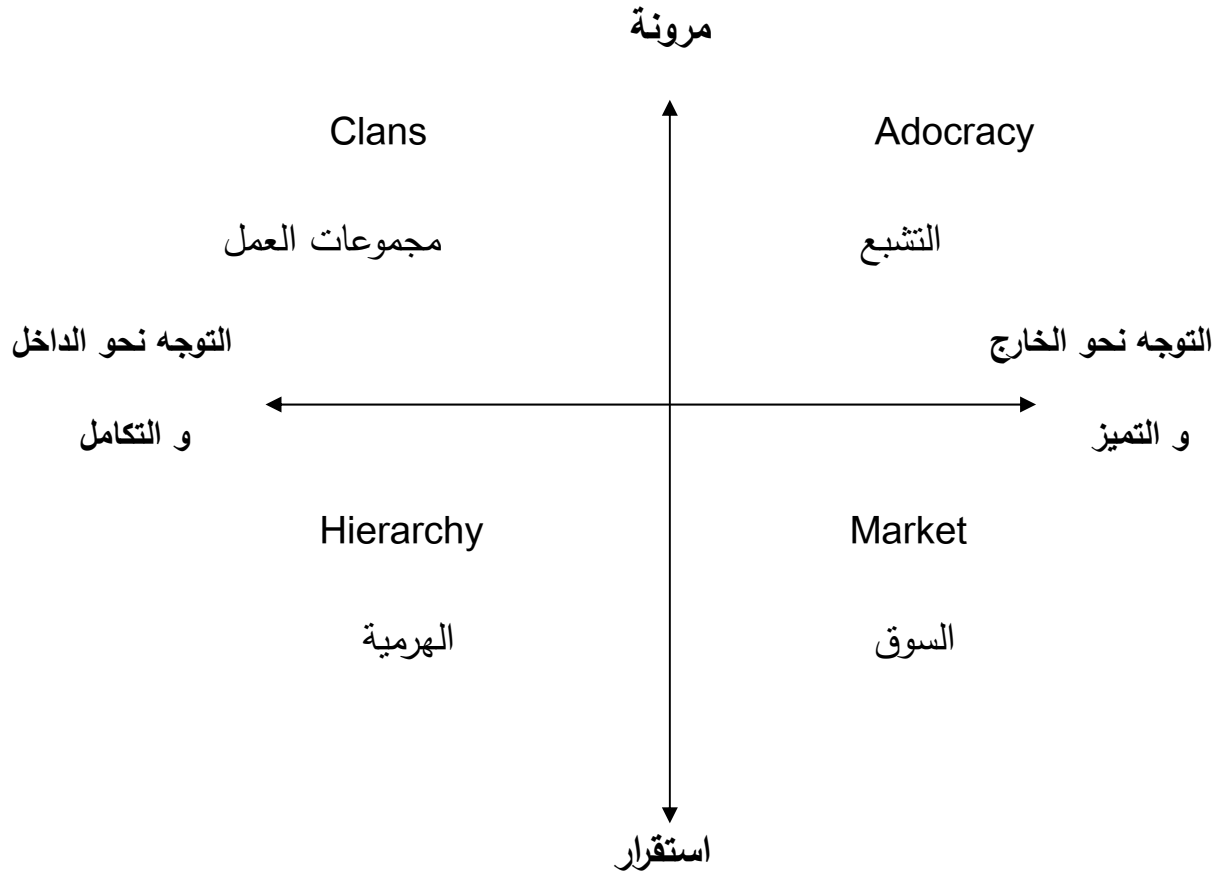 مرونة
Clans
Adocracy
مجموعات العمل
التشبع
التوجه نحو الداخل
التوجه نحو الخارج
و التكامل
و التميز
Hierarchy
Market
الهرمية
السوق
استقرار